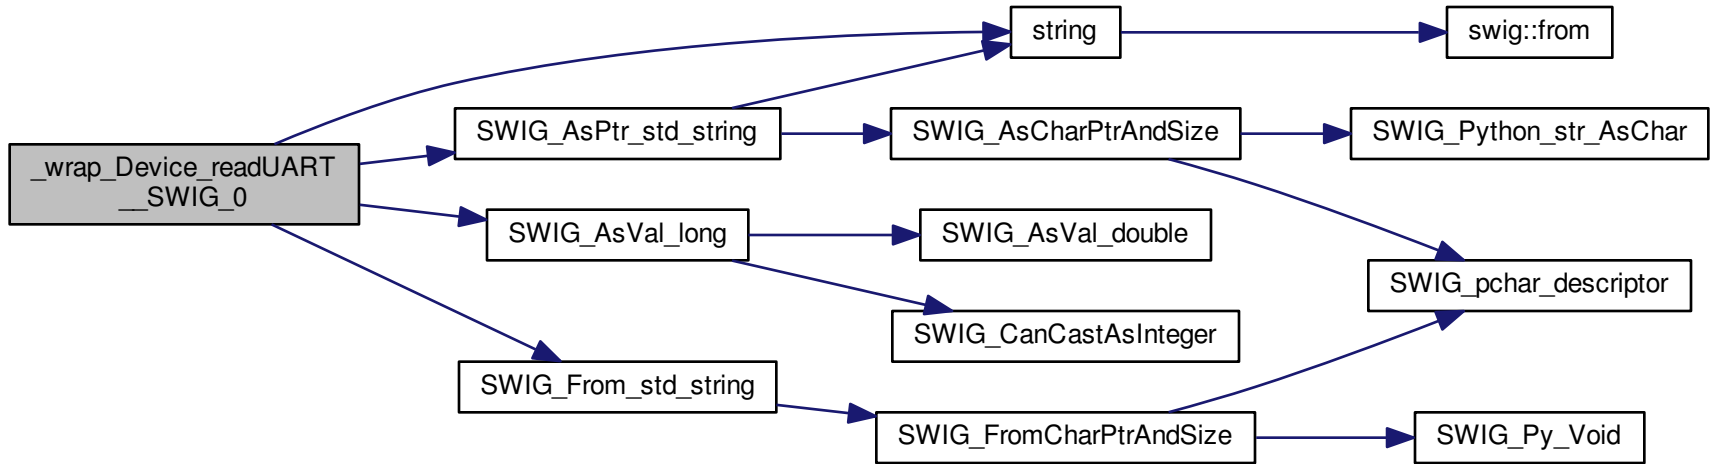 _wrap_Device_readUART
__SWIG_0
string
swig::from
SWIG_AsPtr_std_string
SWIG_AsCharPtrAndSize
SWIG_Python_str_AsChar
SWIG_AsVal_long
SWIG_AsVal_double
SWIG_pchar_descriptor
SWIG_CanCastAsInteger
SWIG_From_std_string
SWIG_FromCharPtrAndSize
SWIG_Py_Void